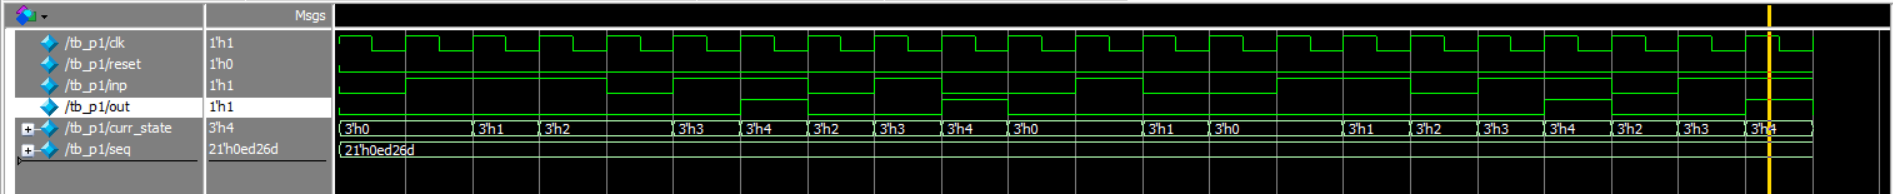 Msgs
/tb_p1/clk 1'h1
/tb_p1/reset 1'h0
/tb_p1/inp 1'h1
/tb_p1/out 1'h1
/tb_p1/curr_state 3'h4 3'h0 3'h1 3'h2 3'h3 3'h4 3'h2 3'h3 3'h4 3'h0 3'h1 3'h0 3'h1 3'h2 3'h3 3'h4 3'h2 3'h3 3'h4
/tb_p1/seq 21'h0ed26d 21'h0ed26d